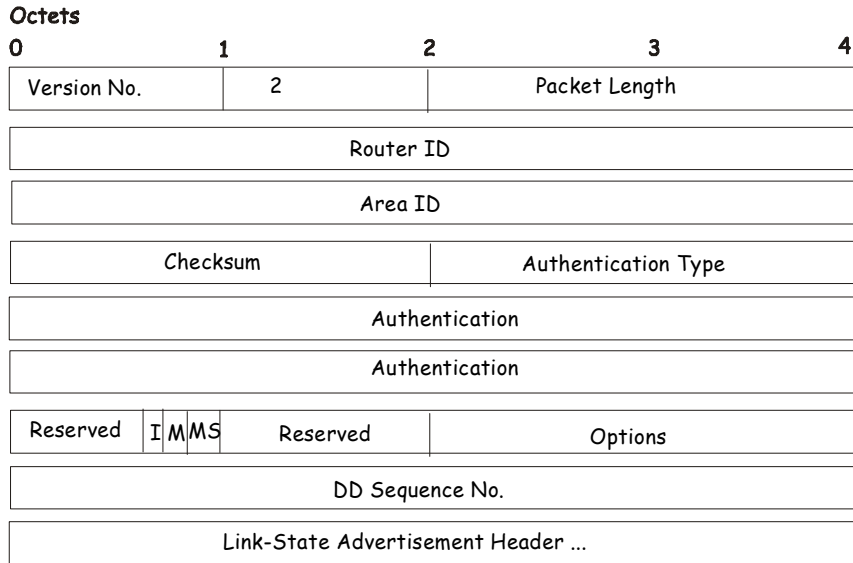 Octets
0 1 2 3 4
Version No. 2 Packet Length
Router ID
Area ID
Checksum Authentication Type
Authentication
Authentication
Reserved I M MS Reserved Options
DD Sequence No.
Link-State Advertisement Header ...